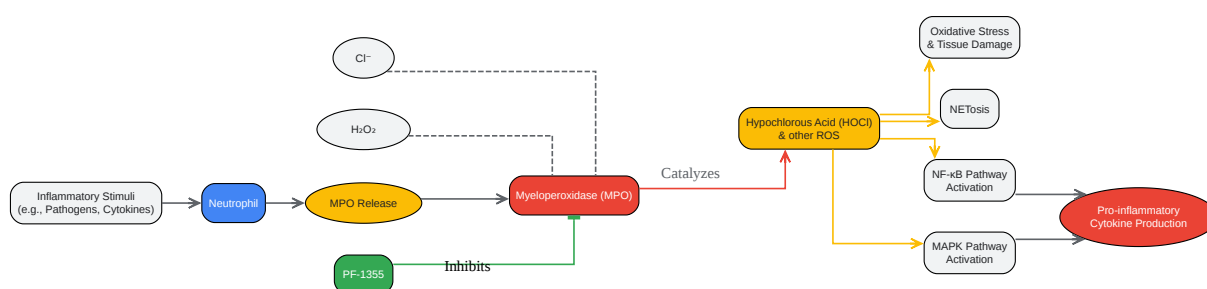 Inflammatory Stimuli
(e.g., Pathogens, Cytokines)
Neutrophil
Cl⁻
H₂O₂
MPO Release
PF-1355
Inhibits
Myeloperoxidase (MPO)
Catalyzes
Hypochlorous Acid (HOCl)
& other ROS
Oxidative Stress
& Tissue Damage
NETosis
NF-κB Pathway
Activation
MAPK Pathway
Activation
Pro-inflammatory
Cytokine Production